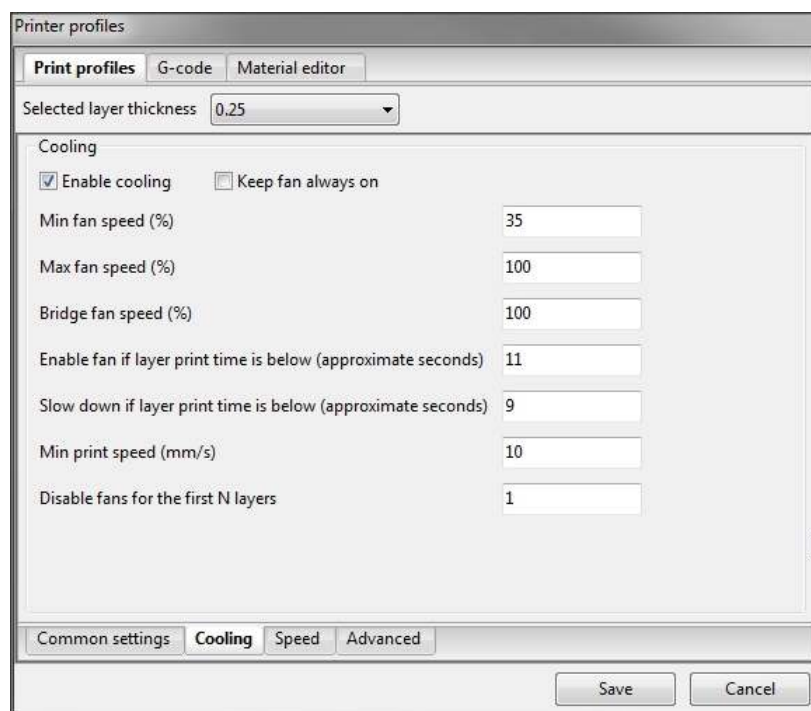 Printer profiles
Print profiles G-code Material editor
Selected layer thickness 0.25
Cooling
Enable cooling Keep fan always on
Min fan speed (%) 35
Max fan speed (%) 100
Bridge fan speed (%) 100
Enable fan if layer print time is below (approximate seconds) 11
Slow down if layer print time is below (approximate seconds) 9
Min print speed (mm/s) 10
Disable fans for the first N layers 1
Common settings Cooling Speed Advanced
Save Cancel